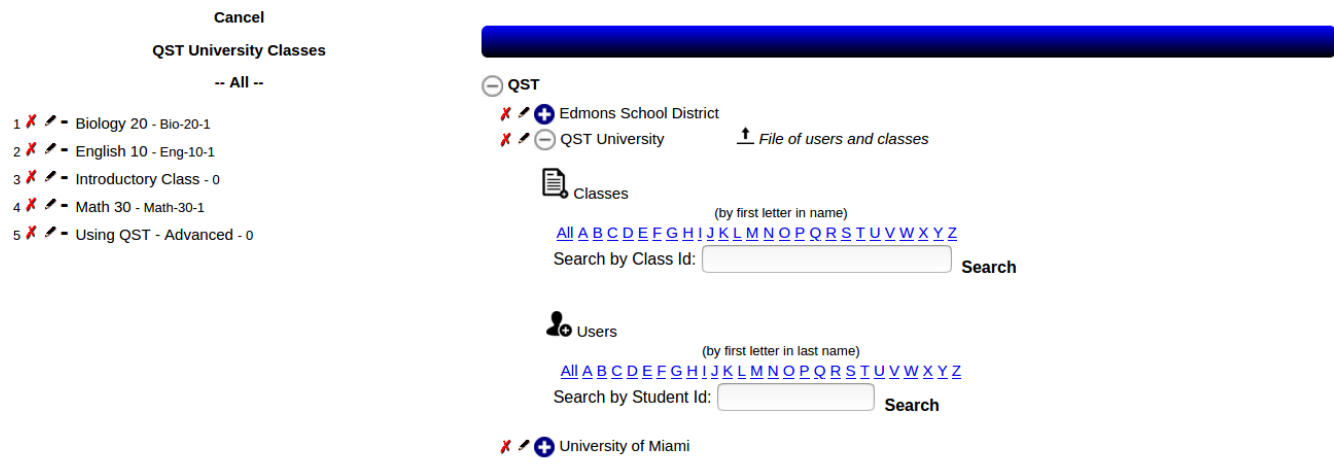 Cancel
QST University Classes
-- All --
1 Biology 20 - Bio-20-1
2 English 10 - Eng-10-1
3 Introductory Class - 0
4 Math 30 - Math-30-1
5 Using QST - Advanced - 0
QST
Edmons School District
QST University File of users and classes
Classes
(by first letter in name)
All A B C D E F G H I J K L M N O P Q R S T U V W X Y Z
Search by Class Id: Search
Users
(by first letter in last name)
All A B C D E F G H I J K L M N O P Q R S T U V W X Y Z
Search by Student Id: Search
University of Miami